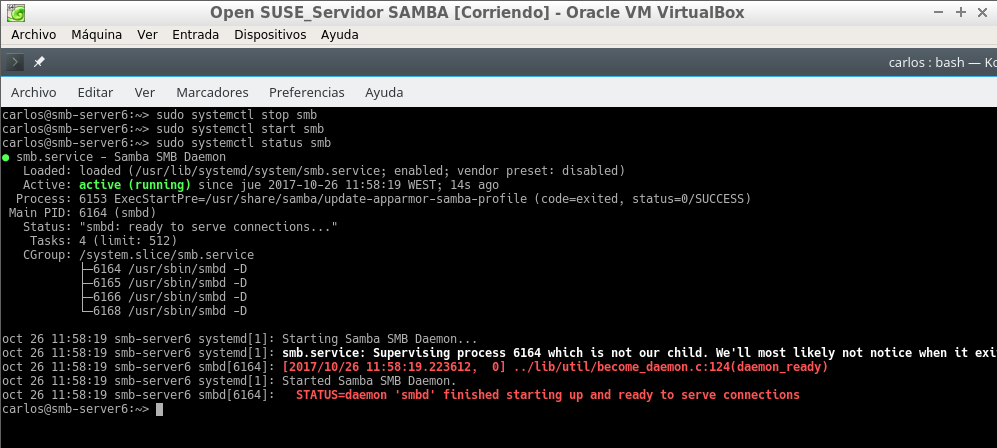 Open SUSE_Servidor SAMBA [Corriendo] - Oracle VM VirtualBox
Archivo Máquina Ver Entrada Dispositivos Ayuda
carlos : bash — Ko
Archivo Editar Ver Marcadores Preferencias Ayuda
carlos@smb-server6:~> sudo systemctl stop smb
carlos@smb-server6:~> sudo systemctl start smb
carlos@smb-server6:~> sudo systemctl status smb
● smb.service - Samba SMB Daemon
   Loaded: loaded (/usr/lib/systemd/system/smb.service; enabled; vendor preset: disabled)
   Active: active (running) since jue 2017-10-26 11:58:19 WEST; 14s ago
  Process: 6153 ExecStartPre=/usr/share/samba/update-apparmor-samba-profile (code=exited, status=0/SUCCESS)
 Main PID: 6164 (smbd)
   Status: "smbd: ready to serve connections..."
    Tasks: 4 (limit: 512)
   CGroup: /system.slice/smb.service
           ├─6164 /usr/sbin/smbd -D
           ├─6165 /usr/sbin/smbd -D
           ├─6166 /usr/sbin/smbd -D
           └─6168 /usr/sbin/smbd -D
oct 26 11:58:19 smb-server6 systemd[1]: Starting Samba SMB Daemon...
oct 26 11:58:19 smb-server6 systemd[1]: smb.service: Supervising process 6164 which is not our child. We'll most likely not notice when it exi
oct 26 11:58:19 smb-server6 smbd[6164]: [2017/10/26 11:58:19.223612,  0] ../lib/util/become_daemon.c:124(daemon_ready)
oct 26 11:58:19 smb-server6 systemd[1]: Started Samba SMB Daemon.
oct 26 11:58:19 smb-server6 smbd[6164]:   STATUS=daemon 'smbd' finished starting up and ready to serve connections
carlos@smb-server6:~>